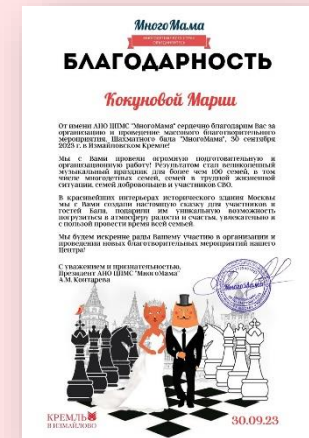 МногоМама
БЛАГОДАРНОСТЬ
Кокуновой Марии
От имени АНО ЦПМС "МногоМама" сердечно благодарим Вас за
организацию и проведение массового благотворительного
мероприятия, Шахматного бала "МногоМама", 30 сентября
2023 г. в Измайловском Кремле!
Мы с Вами провели огромную подготовительную и
организационную работу! Результатом стал великолепный
музыкальный праздник для более чем 100 семей, в том
числе многодетных семей, семей в трудной жизненной
ситуации, семей добровольцев и участников СВО.
В красивейших интерьерах исторического здания Москвы
мы с Вами создали настоящую сказку для участников и
гостей Бала, подарили им уникальную возможность
погрузиться в атмосферу радости и счастья, увлекательно и
с пользой провести время всей семьей.
Мы будем искренне рады Вашему участию в организации и
проведении новых благотворительных мероприятий нашего
Центра!
С уважением и признательностью,
Президент АНО ЦПМС "МногоМама"
А.М. Кочтарева
МногоМама
КРЕМЛЬ
В ИЗМАЙЛОВО
30.09.23